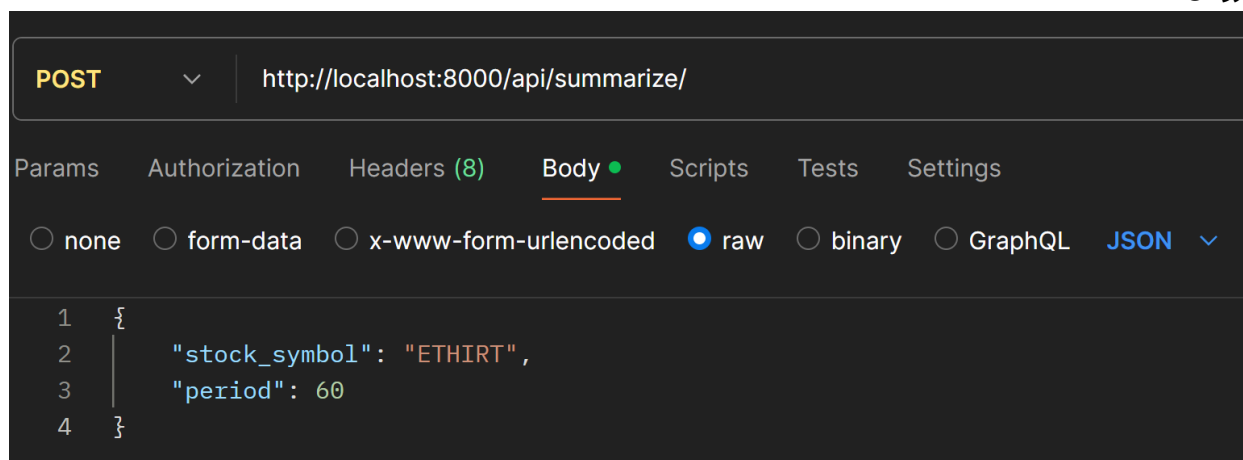 POST http://localhost:8000/api/summarize/
Params Authorization Headers (8) Body Scripts Tests Settings
none form-data x-www-form-urlencoded raw binary GraphQL JSON
1 {
2 "stock_symbol": "ETHIRT",
3 "period": 60
4 }